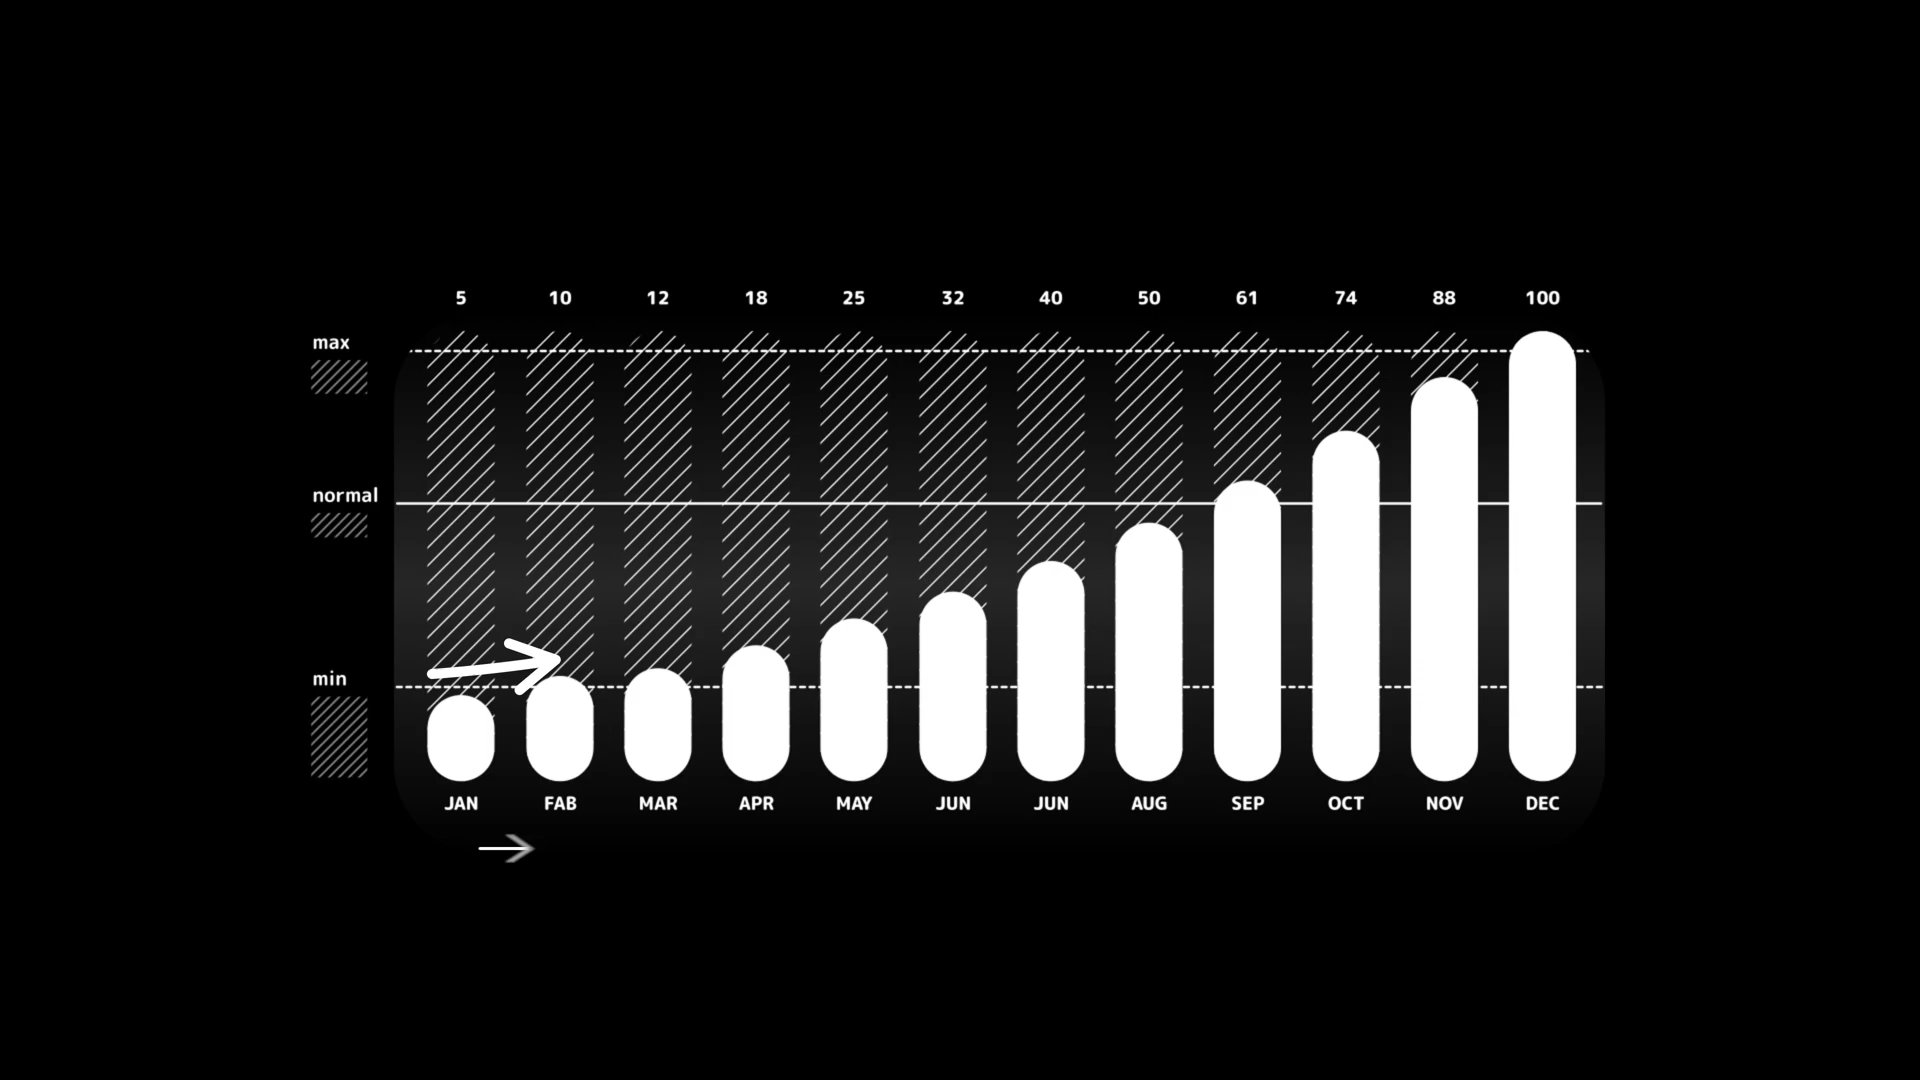 5 10 12 18 25 32 40 50 61 74 88 100
max
normal
min
JAN FAB MAR APR MAY JUN JUN AUG SEP OCT NOV DEC